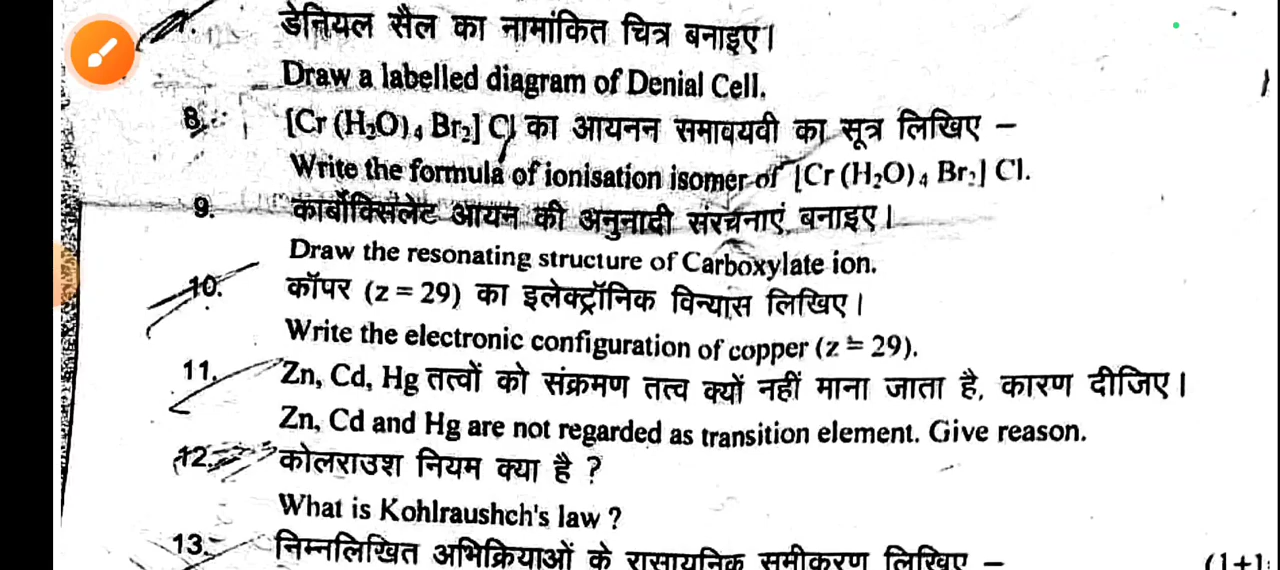 डेनियल सैल का नामांकित चित्र बनाइए।
Draw a labelled diagram of Denial Cell.
8. [Cr (H₂O)₄ Br₂] Cl का आयनन समावयवी का सूत्र लिखिए –
Write the formula of ionisation isomer of [Cr (H₂O)₄ Br₂] Cl.
9. कार्बोक्सिलेट आयन की अनुनादी संरचनाएं बनाइए।
Draw the resonating structure of Carboxylate ion.
10. कॉपर (z = 29) का इलेक्ट्रॉनिक विन्यास लिखिए।
Write the electronic configuration of copper (z = 29).
11. Zn, Cd, Hg तत्वों को संक्रमण तत्व क्यों नहीं माना जाता है, कारण दीजिए।
Zn, Cd and Hg are not regarded as transition element. Give reason.
12. कोलराउश नियम क्या है ?
What is Kohlraushch's law ?
13. निम्नलिखित अभिक्रियाओं के रासायनिक समीकरण लिखिए – (1+1